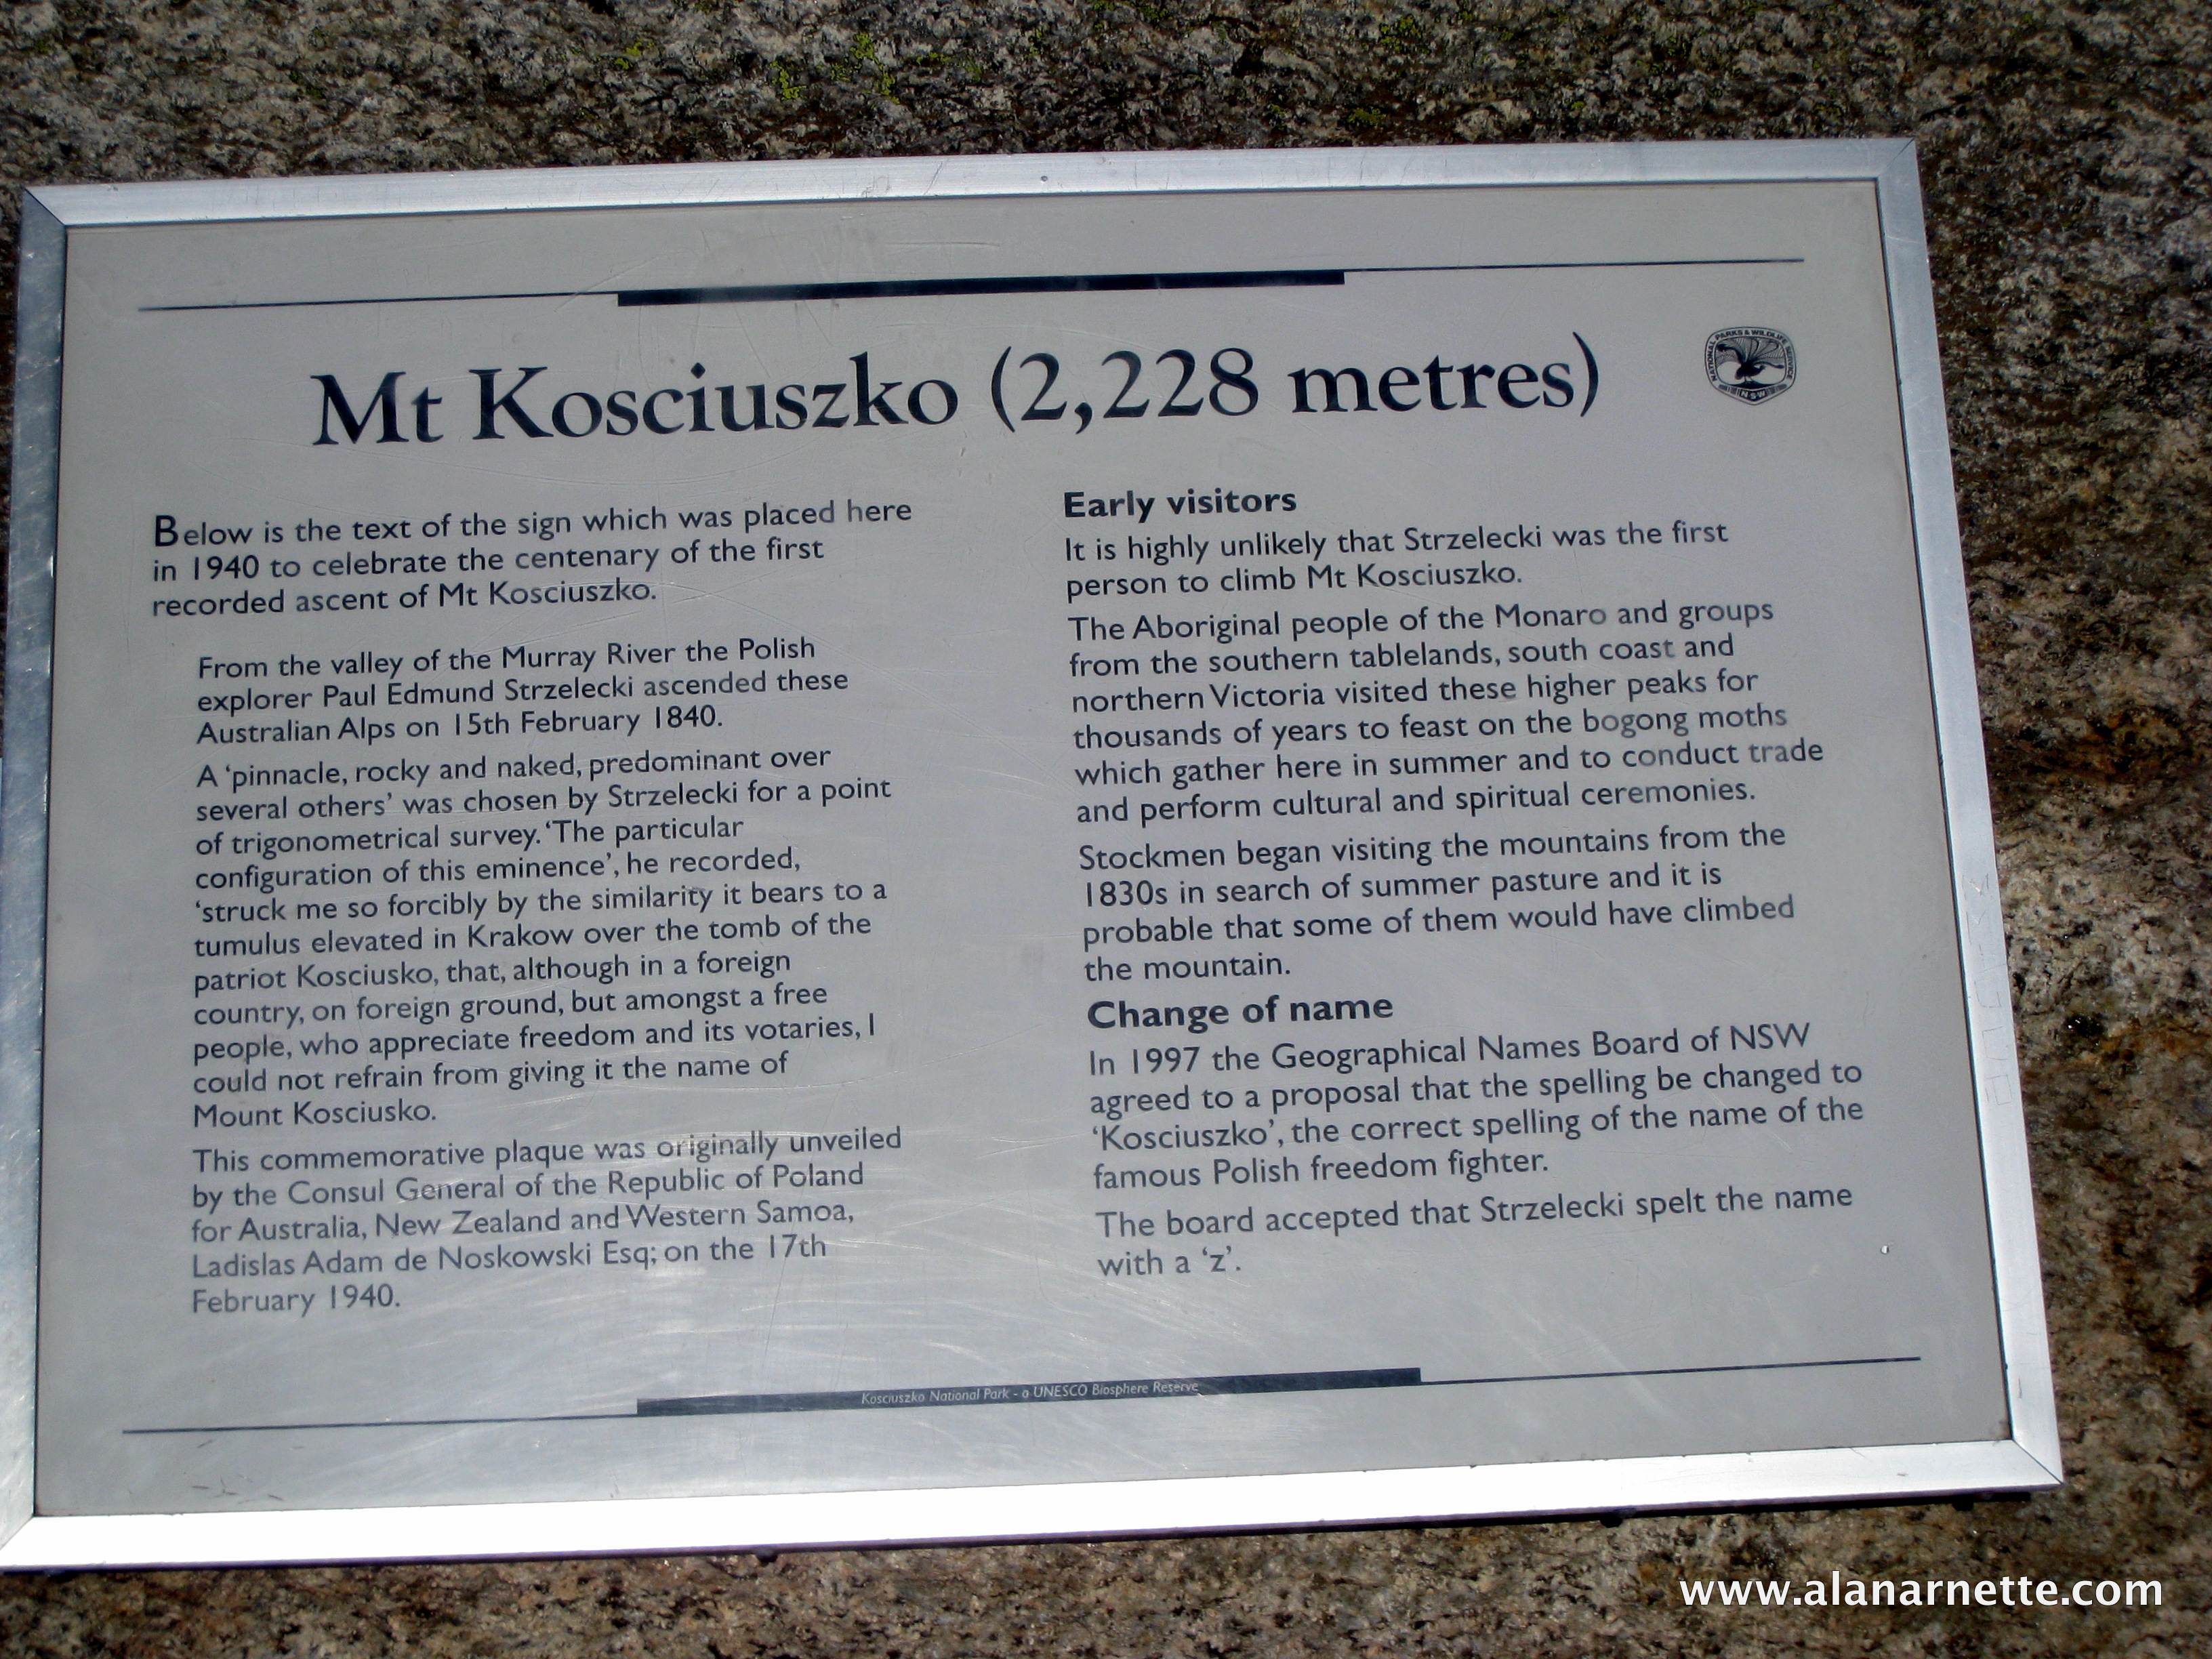 Mt Kosciuszko (2,228 metres)
NATIONAL PARKS & WILDLIFE SERVICE
NSW
Below is the text of the sign which was placed here
in 1940 to celebrate the centenary of the first
recorded ascent of Mt Kosciuszko.
From the valley of the Murray River the Polish
explorer Paul Edmund Strzelecki ascended these
Australian Alps on 15th February 1840.
A ‘pinnacle, rocky and naked, predominant over
several others’ was chosen by Strzelecki for a point
of trigonometrical survey. ‘The particular
configuration of this eminence’, he recorded,
‘struck me so forcibly by the similarity it bears to a
tumulus elevated in Krakow over the tomb of the
patriot Kosciusko, that, although in a foreign
country, on foreign ground, but amongst a free
people, who appreciate freedom and its votaries, I
could not refrain from giving it the name of
Mount Kosciusko.
This commemorative plaque was originally unveiled
by the Consul General of the Republic of Poland
for Australia, New Zealand and Western Samoa,
Ladislas Adam de Noskowski Esq; on the 17th
February 1940.
Early visitors
It is highly unlikely that Strzelecki was the first
person to climb Mt Kosciuszko.
The Aboriginal people of the Monaro and groups
from the southern tablelands, south coast and
northern Victoria visited these higher peaks for
thousands of years to feast on the bogong moths
which gather here in summer and to conduct trade
and perform cultural and spiritual ceremonies.
Stockmen began visiting the mountains from the
1830s in search of summer pasture and it is
probable that some of them would have climbed
the mountain.
Change of name
In 1997 the Geographical Names Board of NSW
agreed to a proposal that the spelling be changed to
‘Kosciuszko’, the correct spelling of the name of the
famous Polish freedom fighter.
The board accepted that Strzelecki spelt the name
with a ‘z’.
Kosciuszko National Park - a UNESCO Biosphere Reserve
www.alanarnette.com